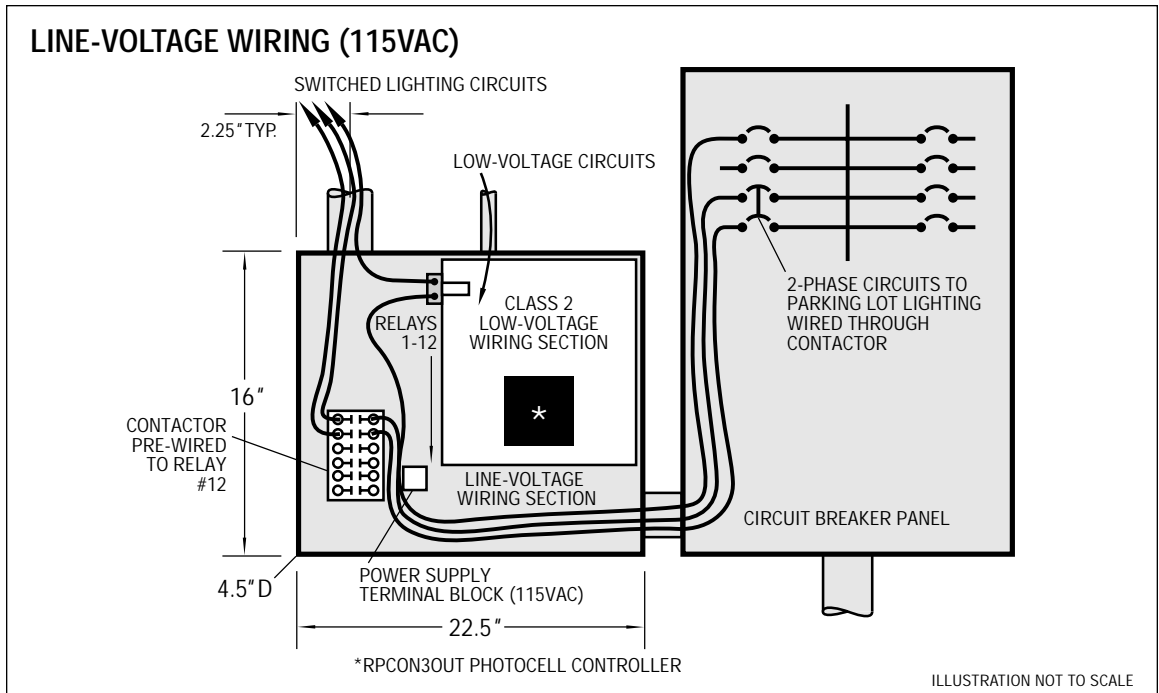 LINE-VOLTAGE WIRING (115VAC)
SWITCHED LIGHTING CIRCUITS
2.25" TYP.
LOW-VOLTAGE CIRCUITS
2-PHASE CIRCUITS TO
PARKING LOT LIGHTING
WIRED THROUGH
CONTACTOR
CLASS 2
LOW-VOLTAGE
WIRING SECTION
RELAYS
1-12
*
16"
CONTACTOR
PRE-WIRED
TO RELAY
#12
LINE-VOLTAGE
WIRING SECTION
CIRCUIT BREAKER PANEL
4.5"D
POWER SUPPLY
TERMINAL BLOCK (115VAC)
22.5"
*RPCON3OUT PHOTOCELL CONTROLLER
ILLUSTRATION NOT TO SCALE